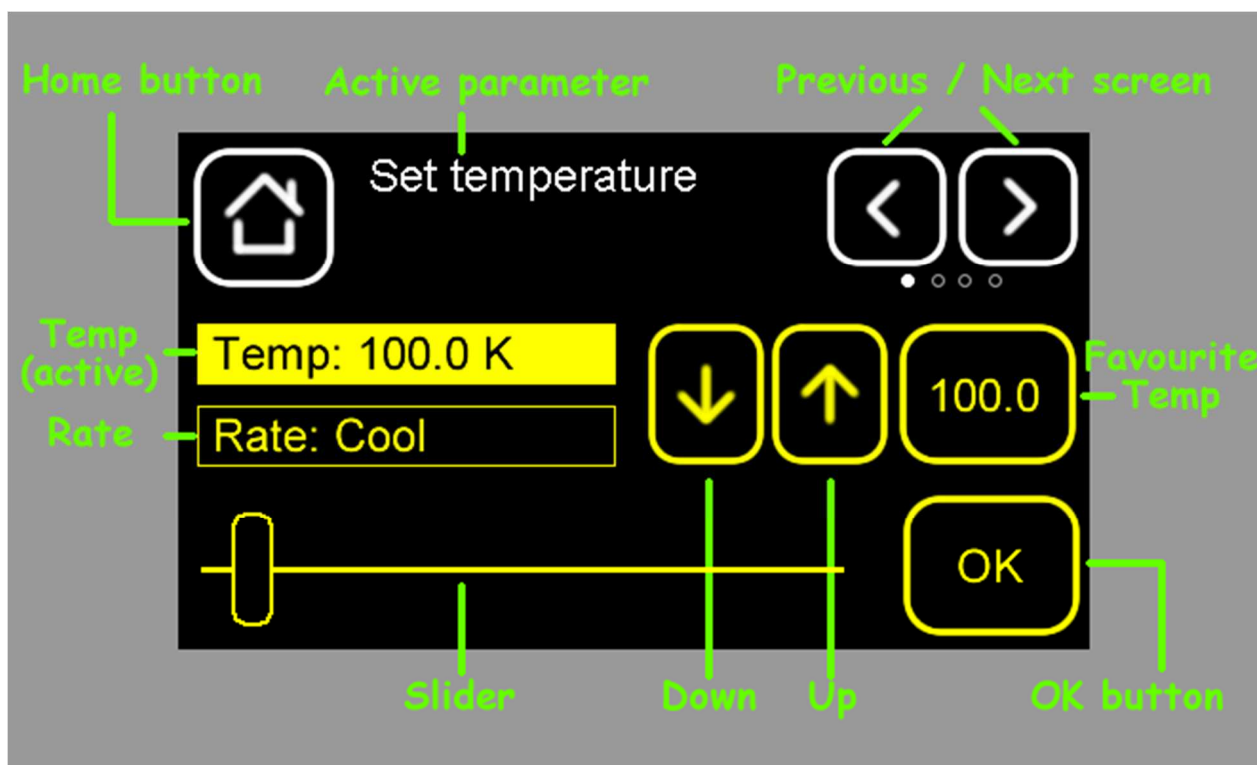 Home button
Active parameter
Previous / Next screen
Set temperature
Temp
(active)
Temp: 100.0 K
100.0
Favourite
Temp
Rate
Rate: Cool
OK
Slider
Down
Up
OK button